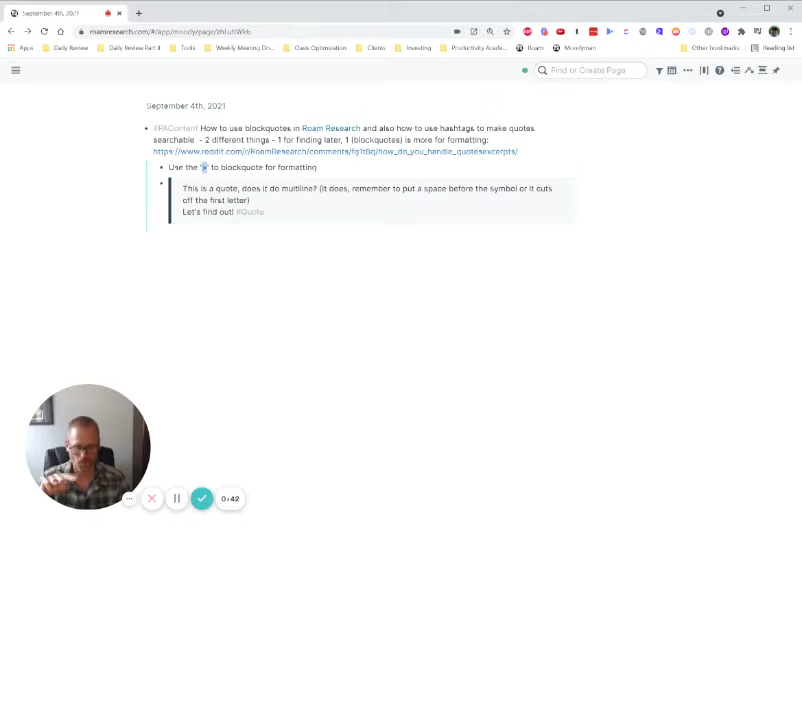 September 4th, 2021
roamresearch.com/#/app/moody/page/
Apps
Daily Review
Daily Review Part II
Tools
Weekly Meeting Du...
Oasis Optimization
Clients
Investing
Productivity Acade...
Roam
Moodyman
Other bookmarks
Reading list
Find or Create Page
September 4th, 2021
#PAContent How to use blockquotes in Roam Research and also how to use hashtags to make quotes
searchable - 2 different things - 1 for finding later, 1 (blockquotes) is more for formatting:
https://www.reddit.com/r/RoamResearch/comments/fg1t8q/how_do_you_handle_quotesexcerpts/
Use the '>' to blockquote for formatting
This is a quote, does it do multiline? (It does, remember to put a space before the symbol or it cuts
off the first letter)
Let's find out! #Quote
0:42